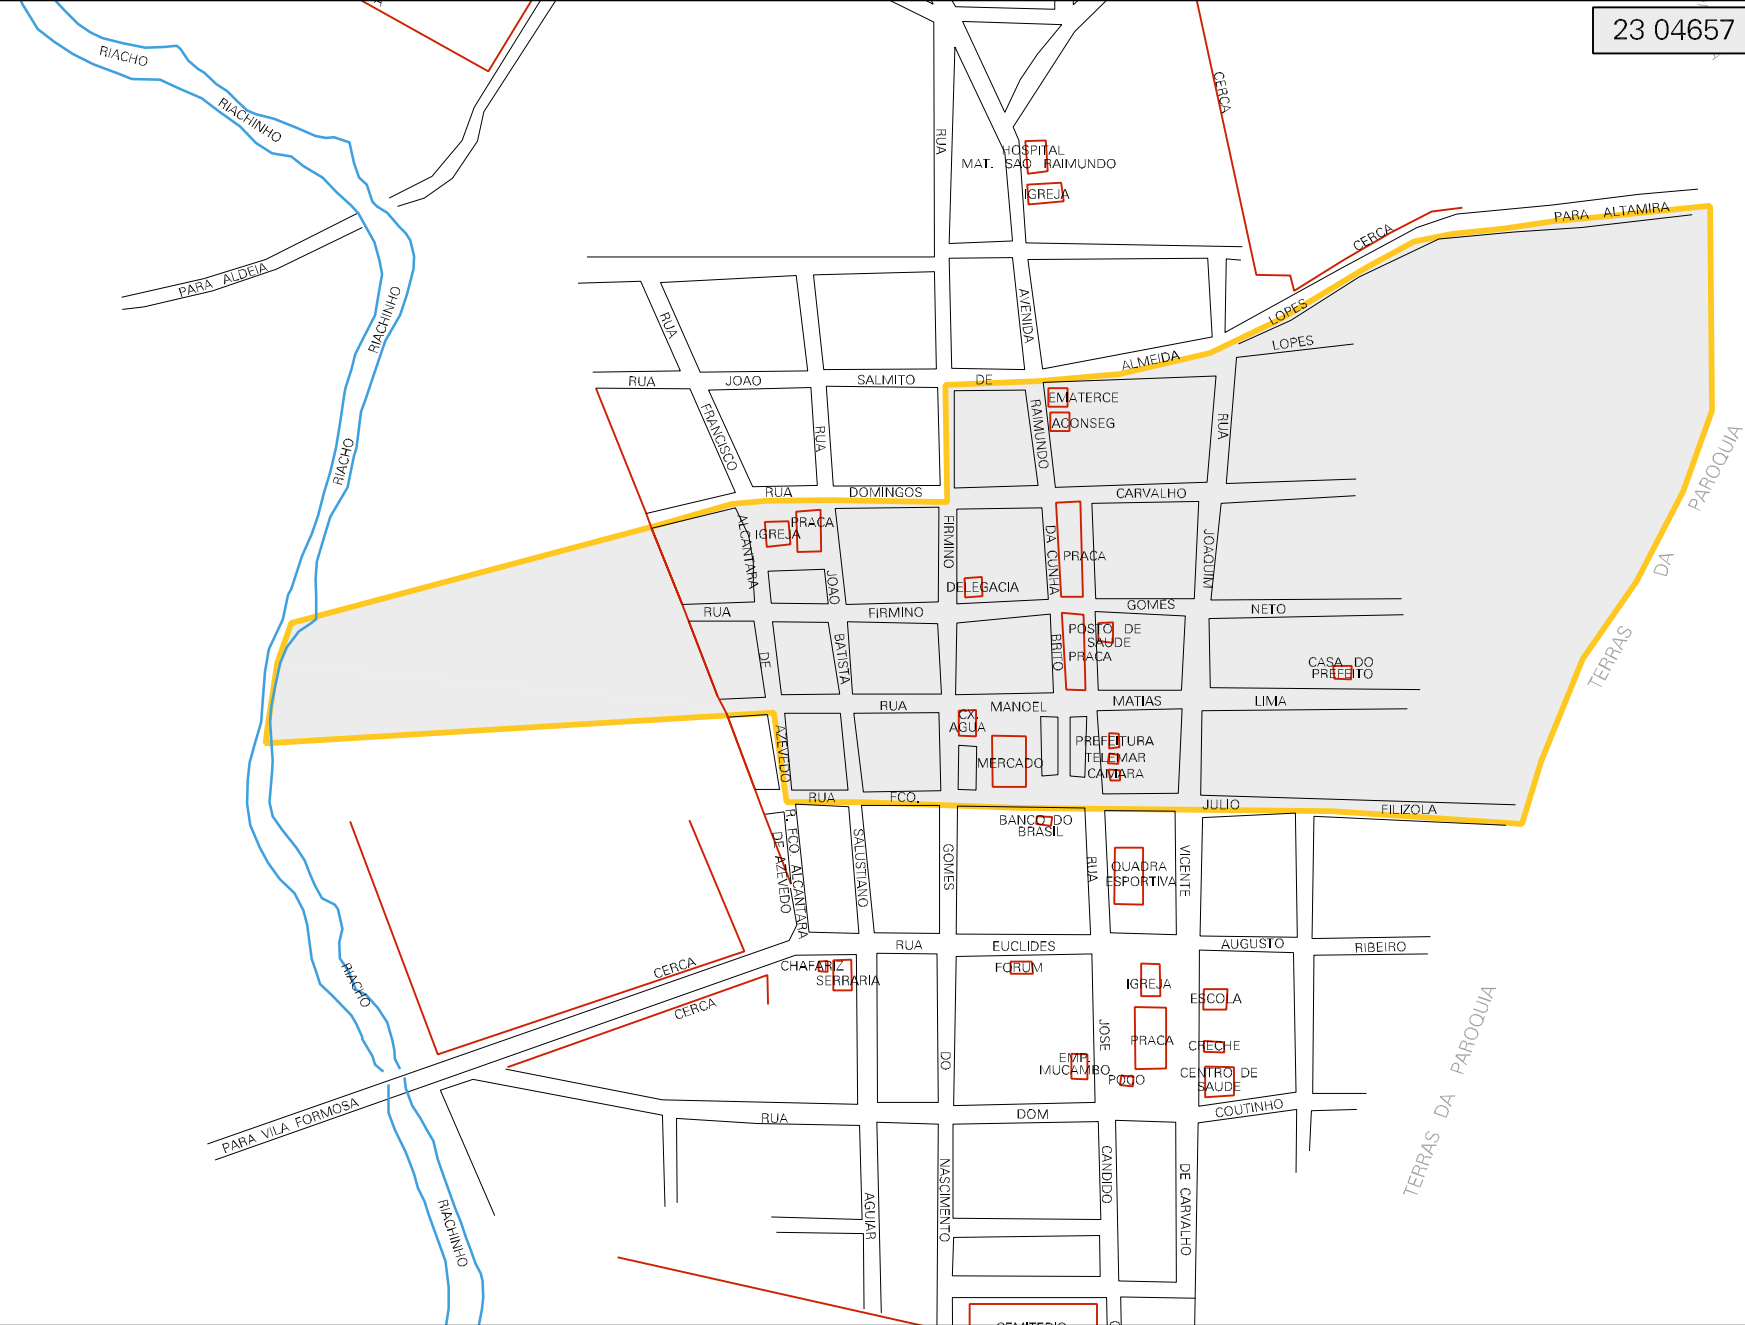 23 04657
RIACHO
RIACHINHO
CERCA
RUA
HOSPITAL
MAT. SAO RAIMUNDO
IGREJA
PARA ALTAMIRA
CERCA
PARA ALDEIA
RIACHINHO
RUA
AVENIDA
LOPES
LOPES
ALMEIDA
RUA JOAO SALMITO DE
EMATERCE
ACONSEG
FRANCISCO
RUA
RAIMUNDO
RUA
RIACHO
PAROQUIA
DA
TERRAS
RUA DOMINGOS
CARVALHO
ALCANTARA
IGREJA
PRACA
FIRMINO
DA CUNHA
PRACA
JOAQUIM
JOAO
DELEGACIA
RUA FIRMINO
GOMES NETO
DE
BATISTA
BRITO
POSTO DE
SAUDE
PRACA
CASA DO
PREFEITO
RUA MANOEL MATIAS LIMA
CX.
AGUA
AZEVEDO
MERCADO
PREFEITURA
TELEMAR
CAMARA
RUA FCO. JULIO FILIZOLA
BANCO DO
BRASIL
R. FCO. ALCANTARA
DE AZEVEDO
SALUSTIANO
GOMES
RUA
QUADRA
ESPORTIVA
VICENTE
RUA EUCLIDES AUGUSTO RIBEIRO
CERCA
CERCA
CHAFARIZ
SERRARIA
FORUM
IGREJA
ESCOLA
RIACHO
DO
JOSE
PRACA
CRECHE
EMP.
MUCAMBO
POCO
CENTRO DE
SAUDE
TERRAS DA PAROQUIA
PARA VILA FORMOSA
RUA DOM COUTINHO
AGUIAR
NASCIMENTO
CANDIDO
DE CARVALHO
RIACHINHO
CEMITERIO